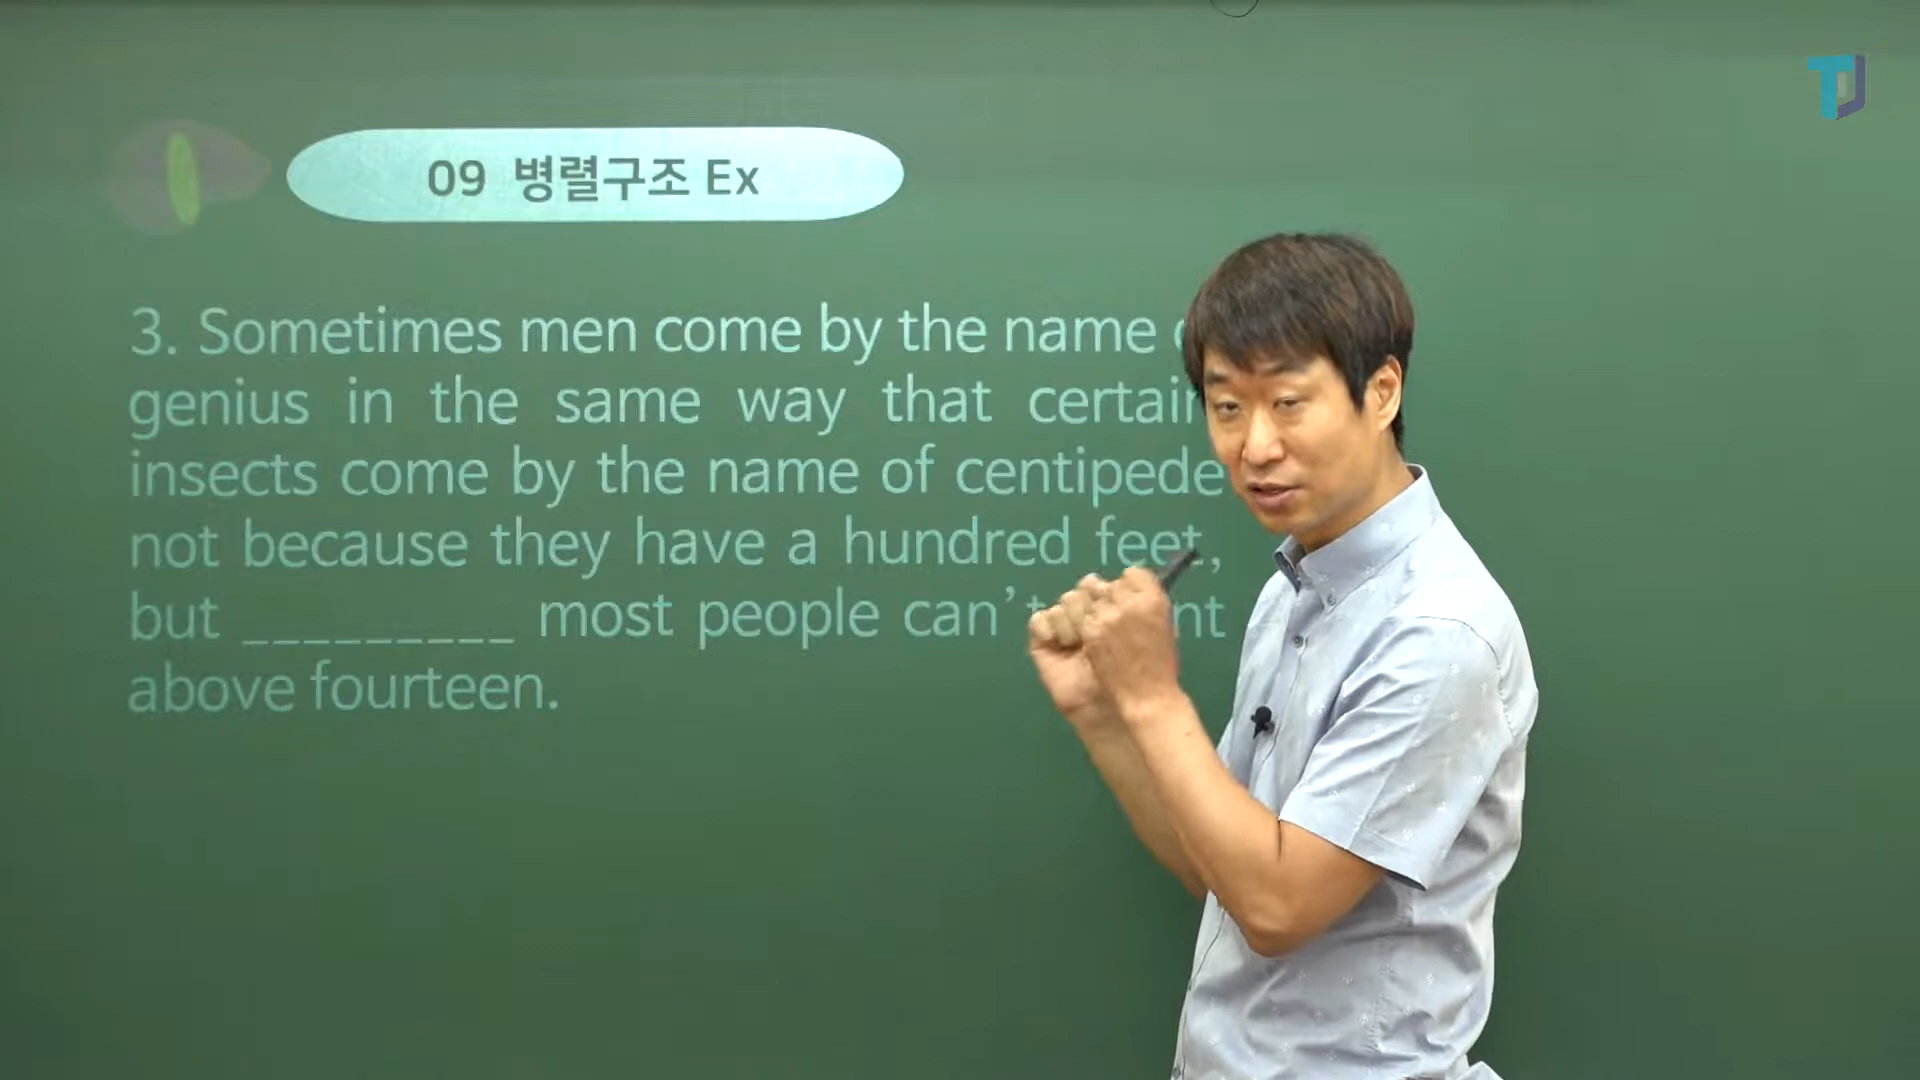 09 병렬구조 Ex
3. Sometimes men come by the name
genius in the same way that certain
insects come by the name of centipede
not because they have a hundred feet,
but _________ most people can't
above fourteen.
TJ